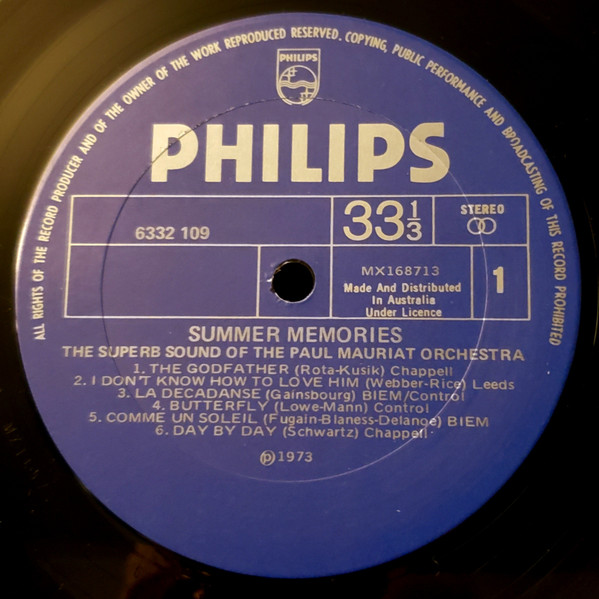 ALL RIGHTS OF THE RECORD PRODUCER AND OF THE OWNER OF THE WORK REPRODUCED RESERVED. COPYING, PUBLIC PERFORMANCE AND BROADCASTING OF THIS RECORD PROHIBITED
PHILIPS
PHILIPS
6332 109
33 1/3
STEREO
MX168713
Made And Distributed
In Australia
Under Licence
1
SUMMER MEMORIES
THE SUPERB SOUND OF THE PAUL MAURIAT ORCHESTRA
1. THE GODFATHER (Rota-Kusik) Chappell
2. I DON'T KNOW HOW TO LOVE HIM (Webber-Rice) Leeds
3. LA DECADANSE (Gainsbourg) BIEM/Control
4. BUTTERFLY (Lowe-Mann) Control
5. COMME UN SOLEIL (Fugain-Blaness-Delange) BIEM
6. DAY BY DAY (Schwartz) Chappell
℗1973